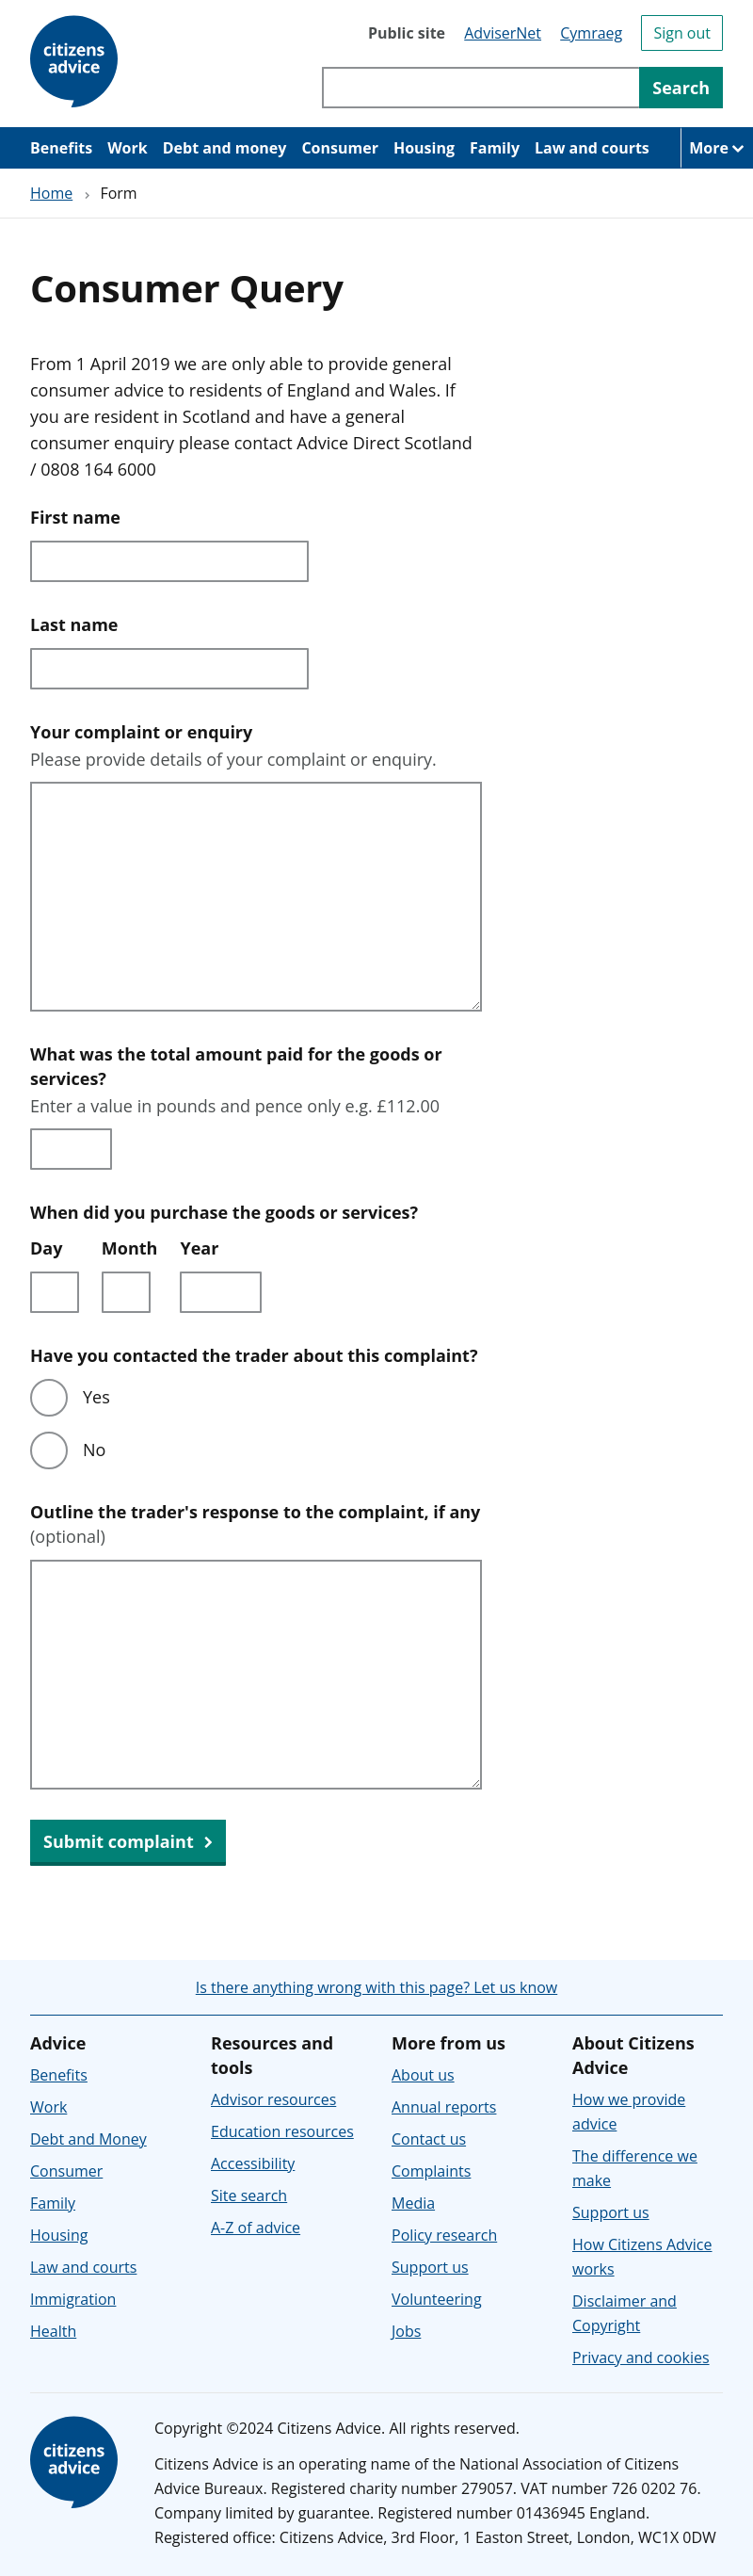 citizens
advice
Public site AdviserNet Cymraeg Sign out
Search
Benefits Work Debt and money Consumer Housing Family Law and courts More
Home › Form
Consumer Query
From 1 April 2019 we are only able to provide general
consumer advice to residents of England and Wales. If
you are resident in Scotland and have a general
consumer enquiry please contact Advice Direct Scotland
/ 0808 164 6000
First name
Last name
Your complaint or enquiry
Please provide details of your complaint or enquiry.
What was the total amount paid for the goods or
services?
Enter a value in pounds and pence only e.g. £112.00
When did you purchase the goods or services?
Day Month Year
Have you contacted the trader about this complaint?
Yes
No
Outline the trader's response to the complaint, if any
(optional)
Submit complaint
Is there anything wrong with this page? Let us know
Advice
Benefits
Work
Debt and Money
Consumer
Family
Housing
Law and courts
Immigration
Health
Resources and
tools
Advisor resources
Education resources
Accessibility
Site search
A-Z of advice
More from us
About us
Annual reports
Contact us
Complaints
Media
Policy research
Support us
Volunteering
Jobs
About Citizens
Advice
How we provide
advice
The difference we
make
Support us
How Citizens Advice
works
Disclaimer and
Copyright
Privacy and cookies
citizens
advice
Copyright ©2024 Citizens Advice. All rights reserved.
Citizens Advice is an operating name of the National Association of Citizens
Advice Bureaux. Registered charity number 279057. VAT number 726 0202 76.
Company limited by guarantee. Registered number 01436945 England.
Registered office: Citizens Advice, 3rd Floor, 1 Easton Street, London, WC1X 0DW